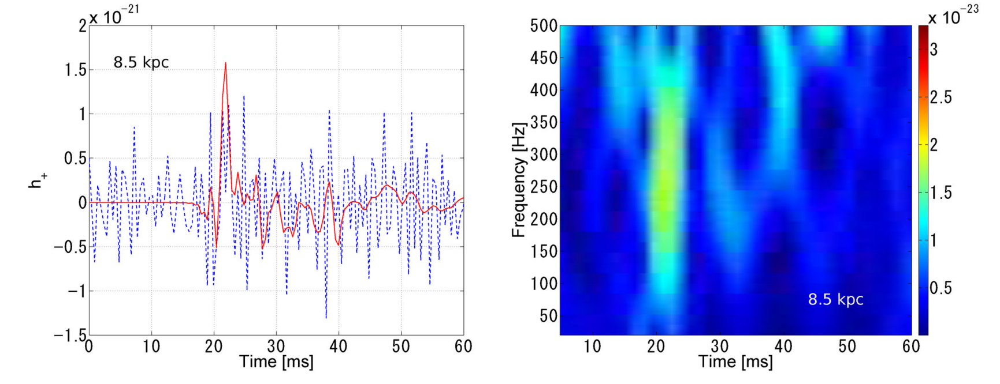 x 10⁻²¹
2
1.5
1
0.5
0
−0.5
−1
−1.5
8.5 kpc
h₊
0 10 20 30 40 50 60
Time [ms]
500
450
400
350
300
250
200
150
100
50
Frequency [Hz]
8.5 kpc
10 20 30 40 50 60
Time [ms]
x 10⁻²³
3
2.5
2
1.5
1
0.5